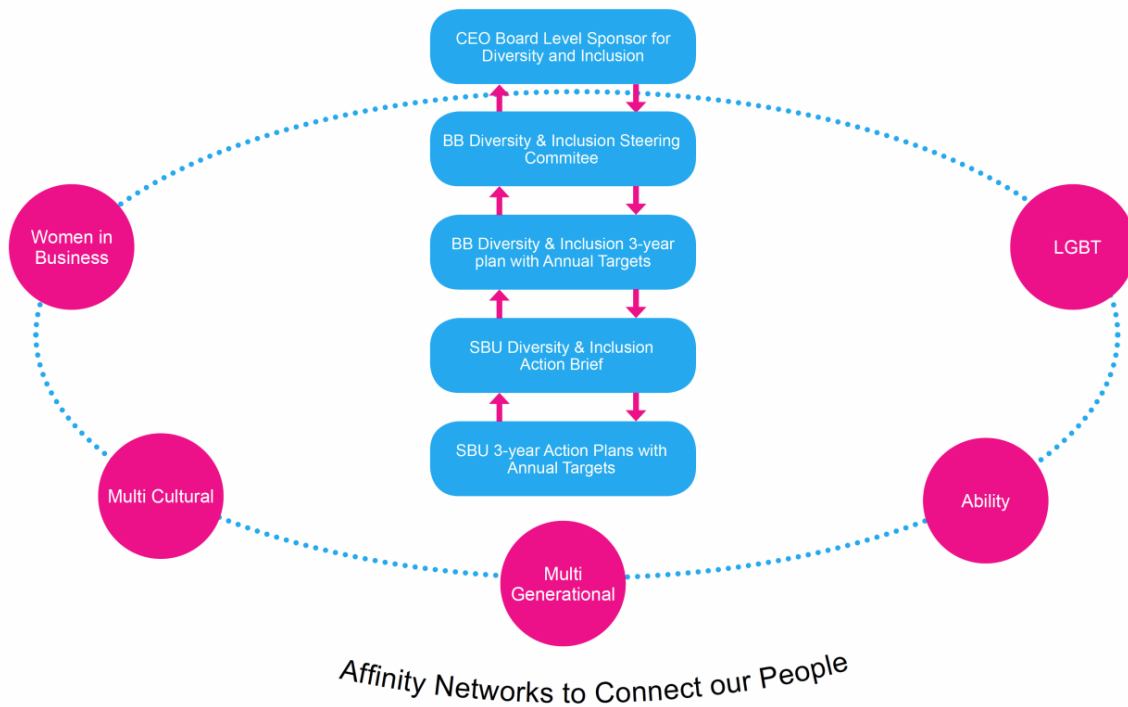 CEO Board Level Sponsor for
Diversity and Inclusion
BB Diversity & Inclusion Steering
Commitee
Women in
Business
BB Diversity & Inclusion 3-year
plan with Annual Targets
LGBT
SBU Diversity & Inclusion
Action Brief
SBU 3-year Action Plans with
Annual Targets
Multi Cultural
Ability
Multi
Generational
Affinity Networks to Connect our People